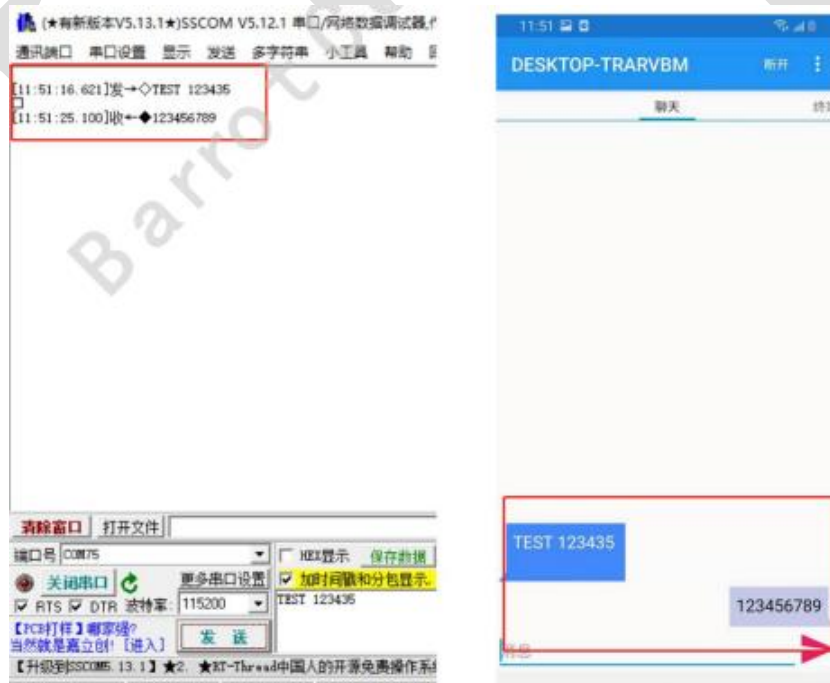 (★有新版本V5.13.1★)SSCOM V5.12.1 串口/网络数据调试器,作
通讯端口 串口设置 显示 发送 多字符串 小工具 帮助
[11:51:16.621]发→◇TEST 123435
□
[11:51:25.100]收←◆123456789
Barrot
清除窗口 打开文件
端口号 COM75
HEX显示 保存数据
关闭串口 更多串口设置
加时间戳和分包显示.
RTS DTR 波特率: 115200
TEST 123435
【PCB打样】哪家强?
当然就是嘉立创! [进入]
发 送
【升级到SSCOM5.13.1】★2. ★RT-Thread中国人的开源免费操作系
11:51
DESKTOP-TRARVBM 断开
聊天
TEST 123435
123456789
消息